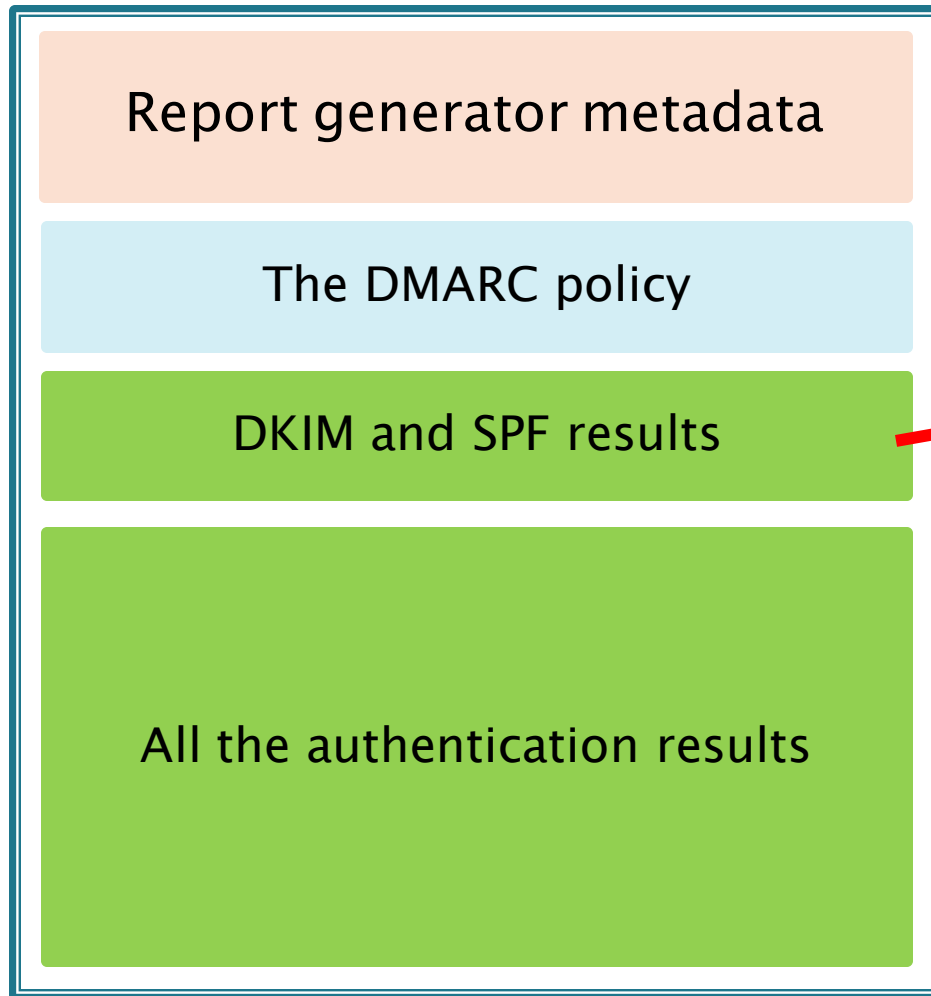 Report generator metadata
The DMARC policy
DKIM and SPF results
All the authentication results